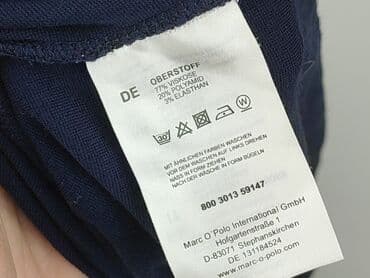 DE
OBERSTOFF
77% VISKOSE
20% POLYAMID
3% ELASTHAN
30°
W
MIT ÄHNLICHEN FARBEN WASCHEN
VOR DEM WASCHEN AUF LINKS DREHEN
NASS IN FORM ZIEHEN
NACH DER WÄSCHE IN FORM BÜGELN
800 3013 59147
Marc O´Polo International GmbH
Hofgartenstraße 1
D-83071 Stephanskirchen
DE 131184524
www.marc-o-polo.com